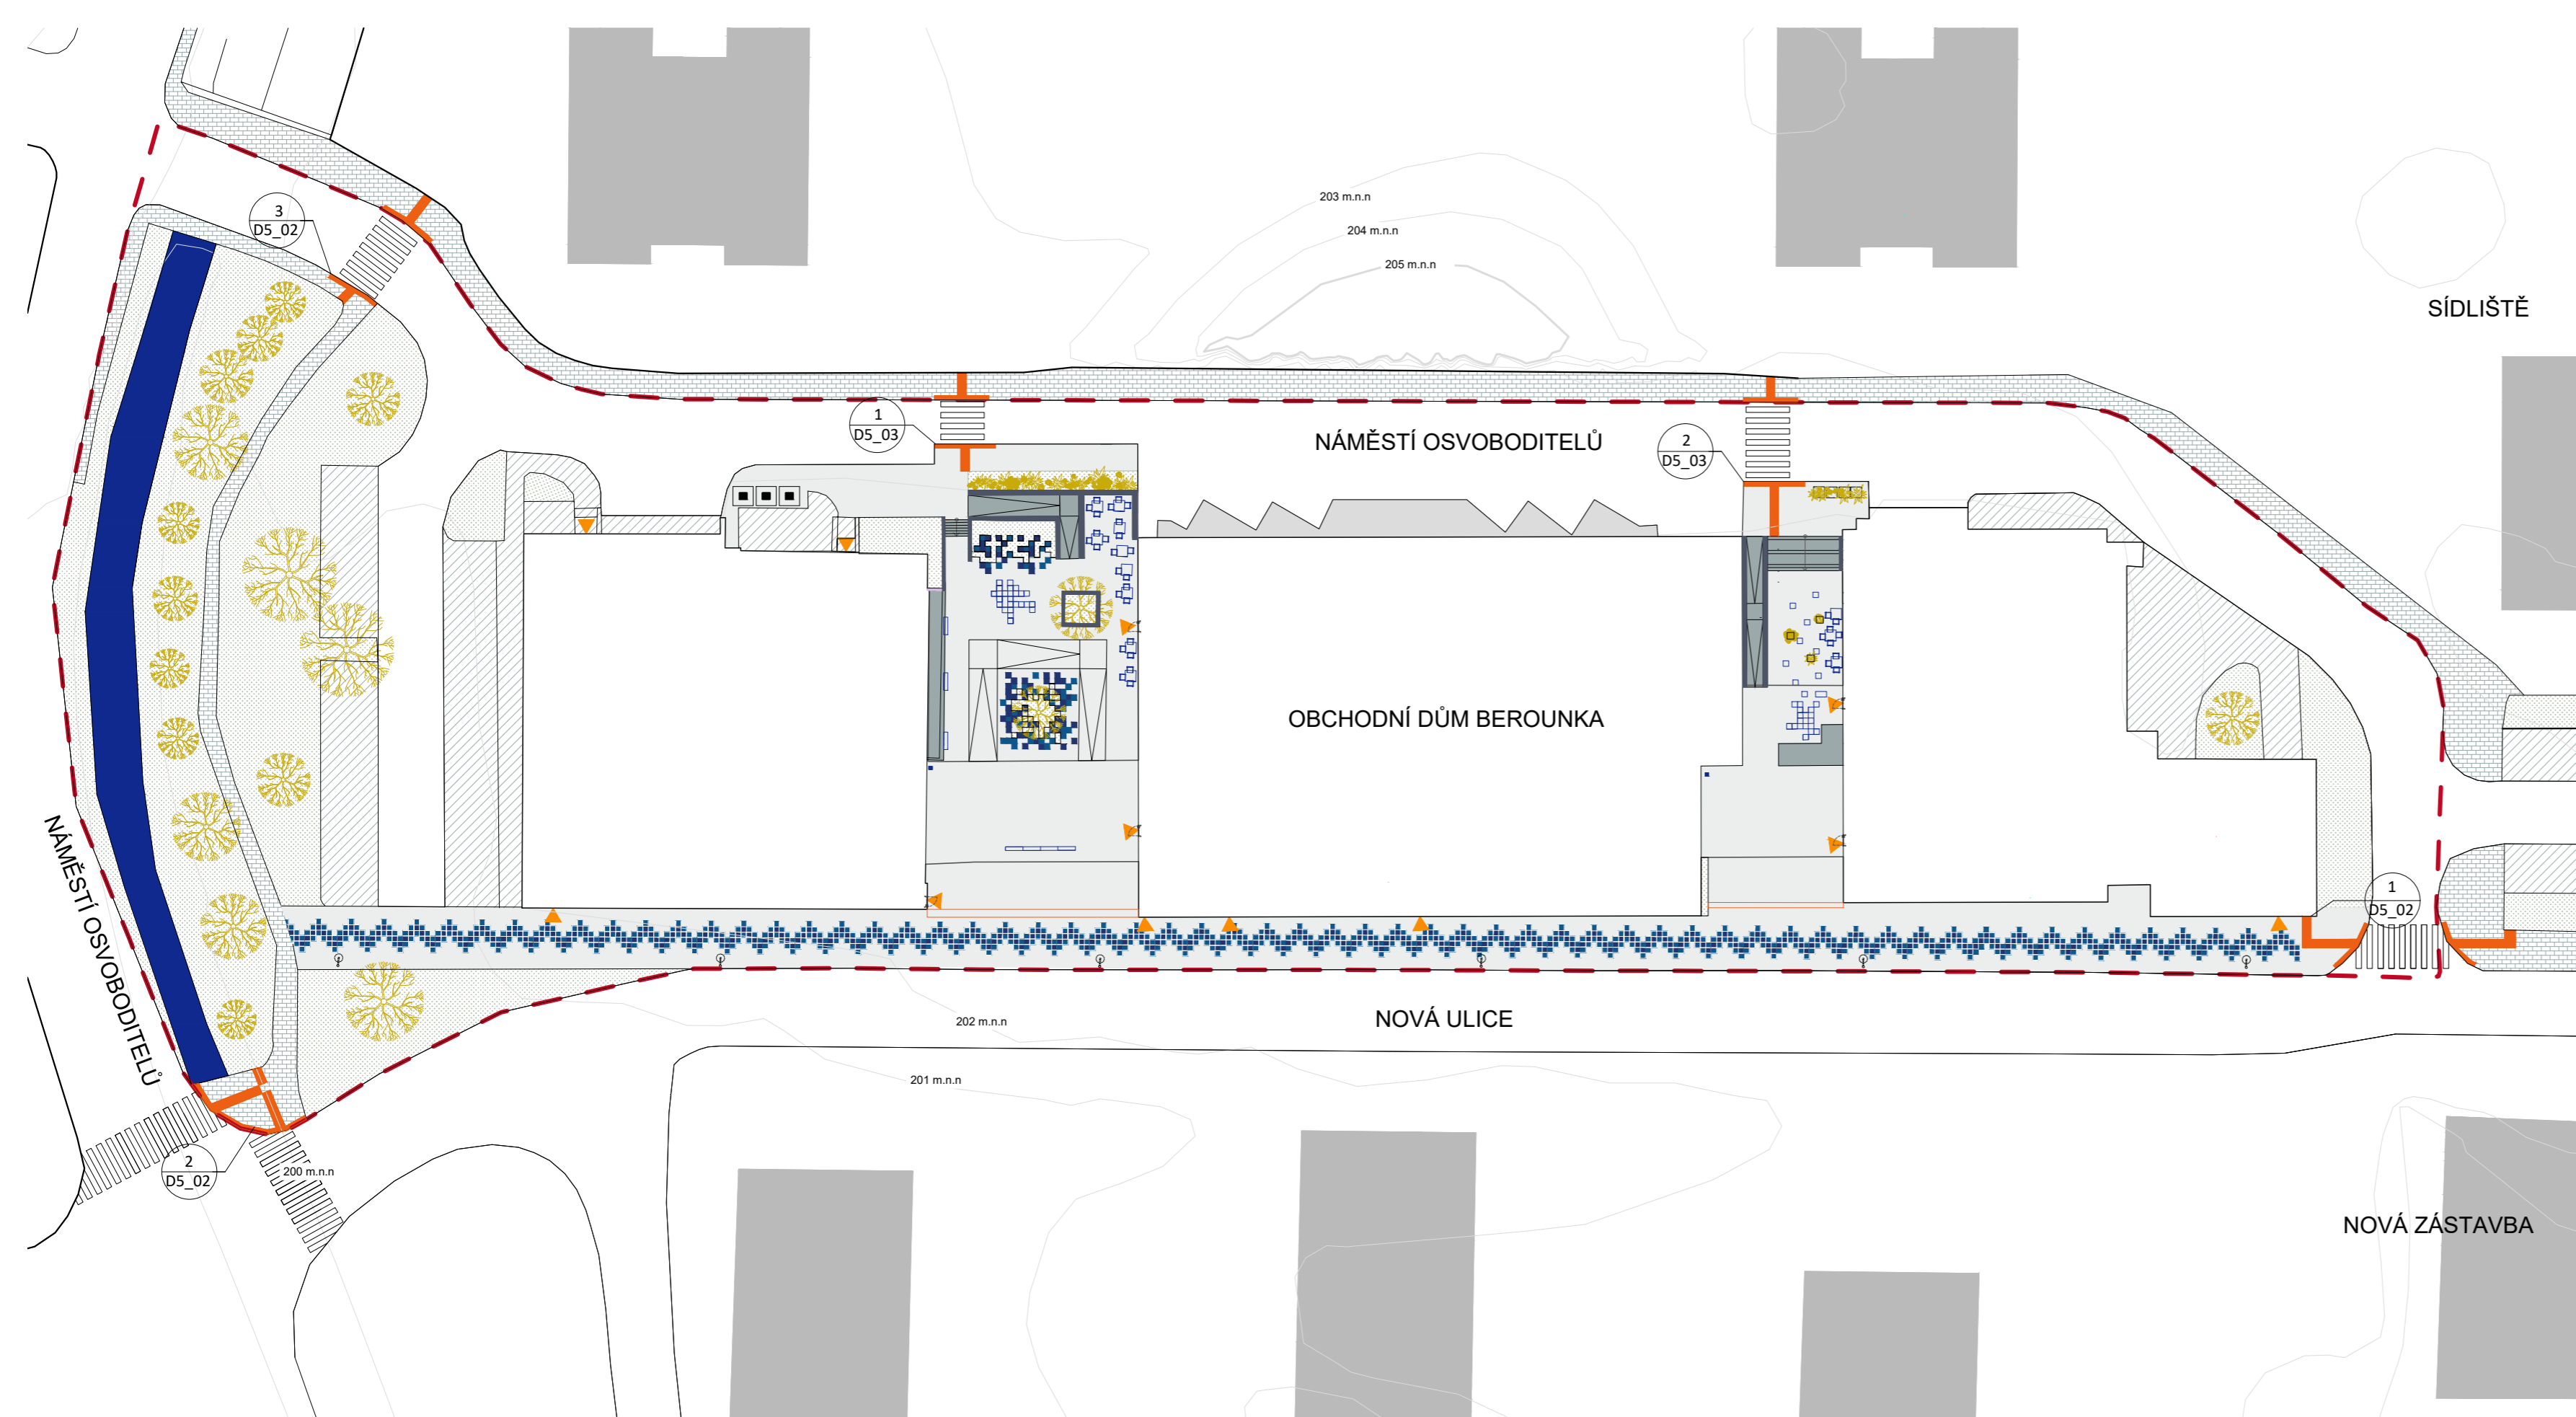 203 m.n.n
3
D5_02
204 m.n.n
205 m.n.n
SÍDLIŠTĚ
1
D5_03
NÁMĚSTÍ OSVOBODITELŮ
2
D5_03
OBCHODNÍ DŮM BEROUNKA
NÁMĚSTÍ OSVOBODITELŮ
1
D5_02
202 m.n.n
NOVÁ ULICE
201 m.n.n
2
D5_02
200 m.n.n
NOVÁ ZÁSTAVBA